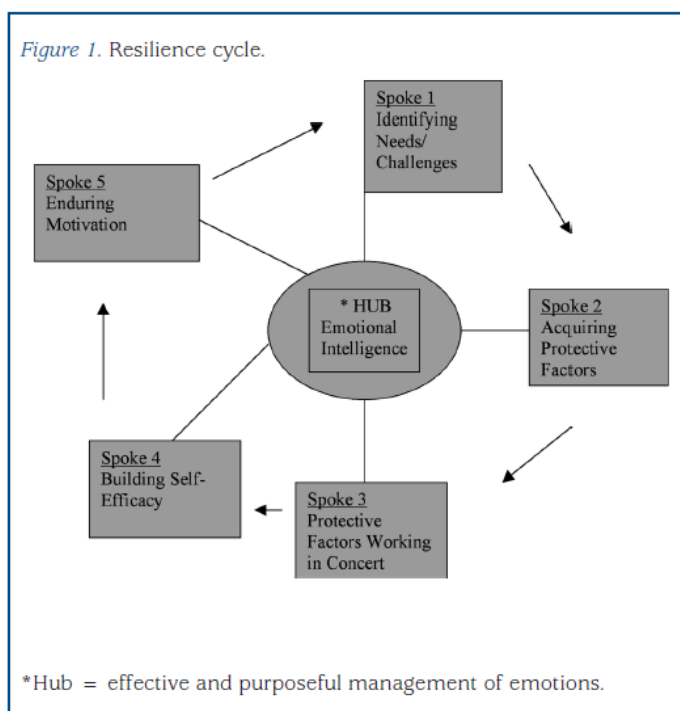 Figure 1. Resilience cycle.
Spoke 1
Identifying
Needs/
Challenges
Spoke 5
Enduring
Motivation
* HUB
Emotional
Intelligence
Spoke 2
Acquiring
Protective
Factors
Spoke 4
Building Self-
Efficacy
Spoke 3
Protective
Factors Working
in Concert
*Hub = effective and purposeful management of emotions.